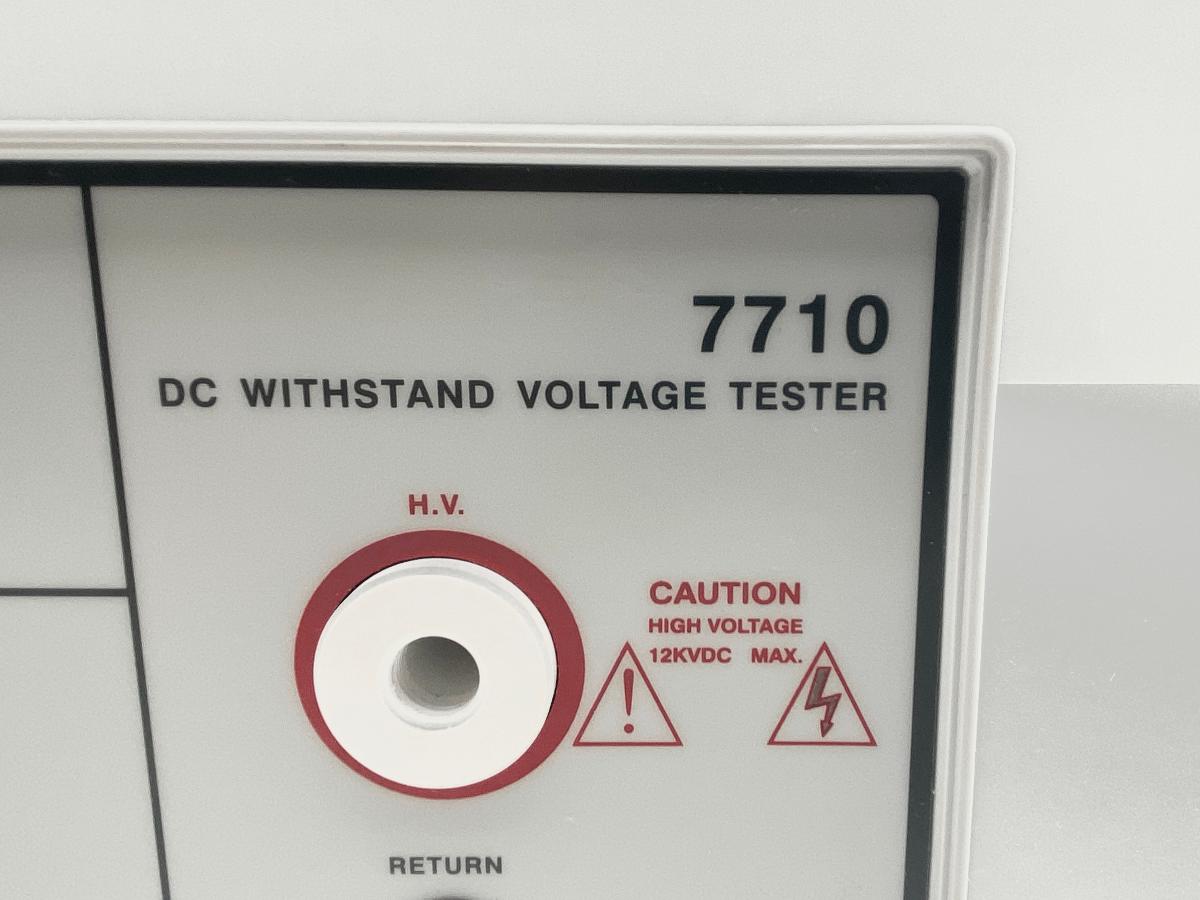 7710
DC WITHSTAND VOLTAGE TESTER
H.V.
CAUTION
HIGH VOLTAGE
12KVDC MAX.
RETURN